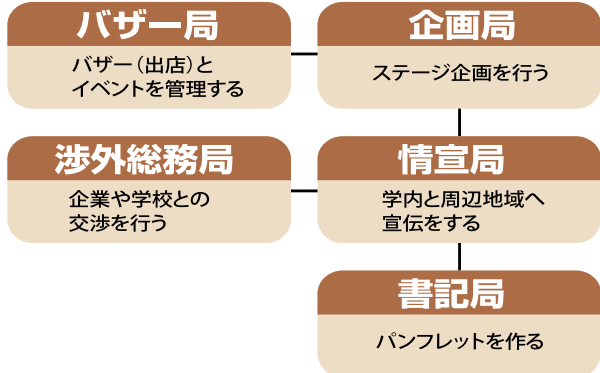 バザー局
バザー（出店）と
イベントを管理する
企画局
ステージ企画を行う
渉外総務局
企業や学校との
交渉を行う
情宣局
学内と周辺地域へ
宣伝をする
書記局
パンフレットを作る